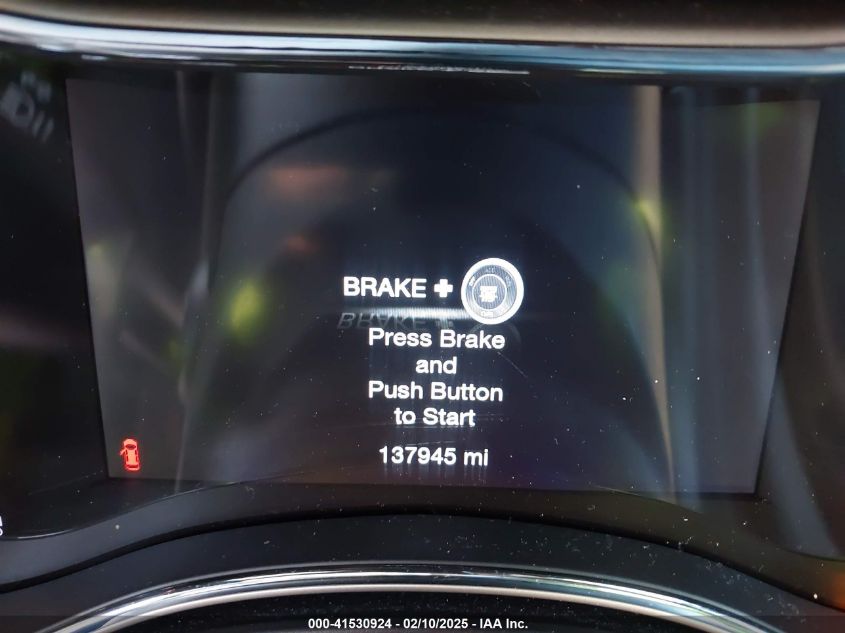 BRAKE +
Press Brake
and
Push Button
to Start
137945 mi
000-41530924 - 02/10/2025 - IAA Inc.